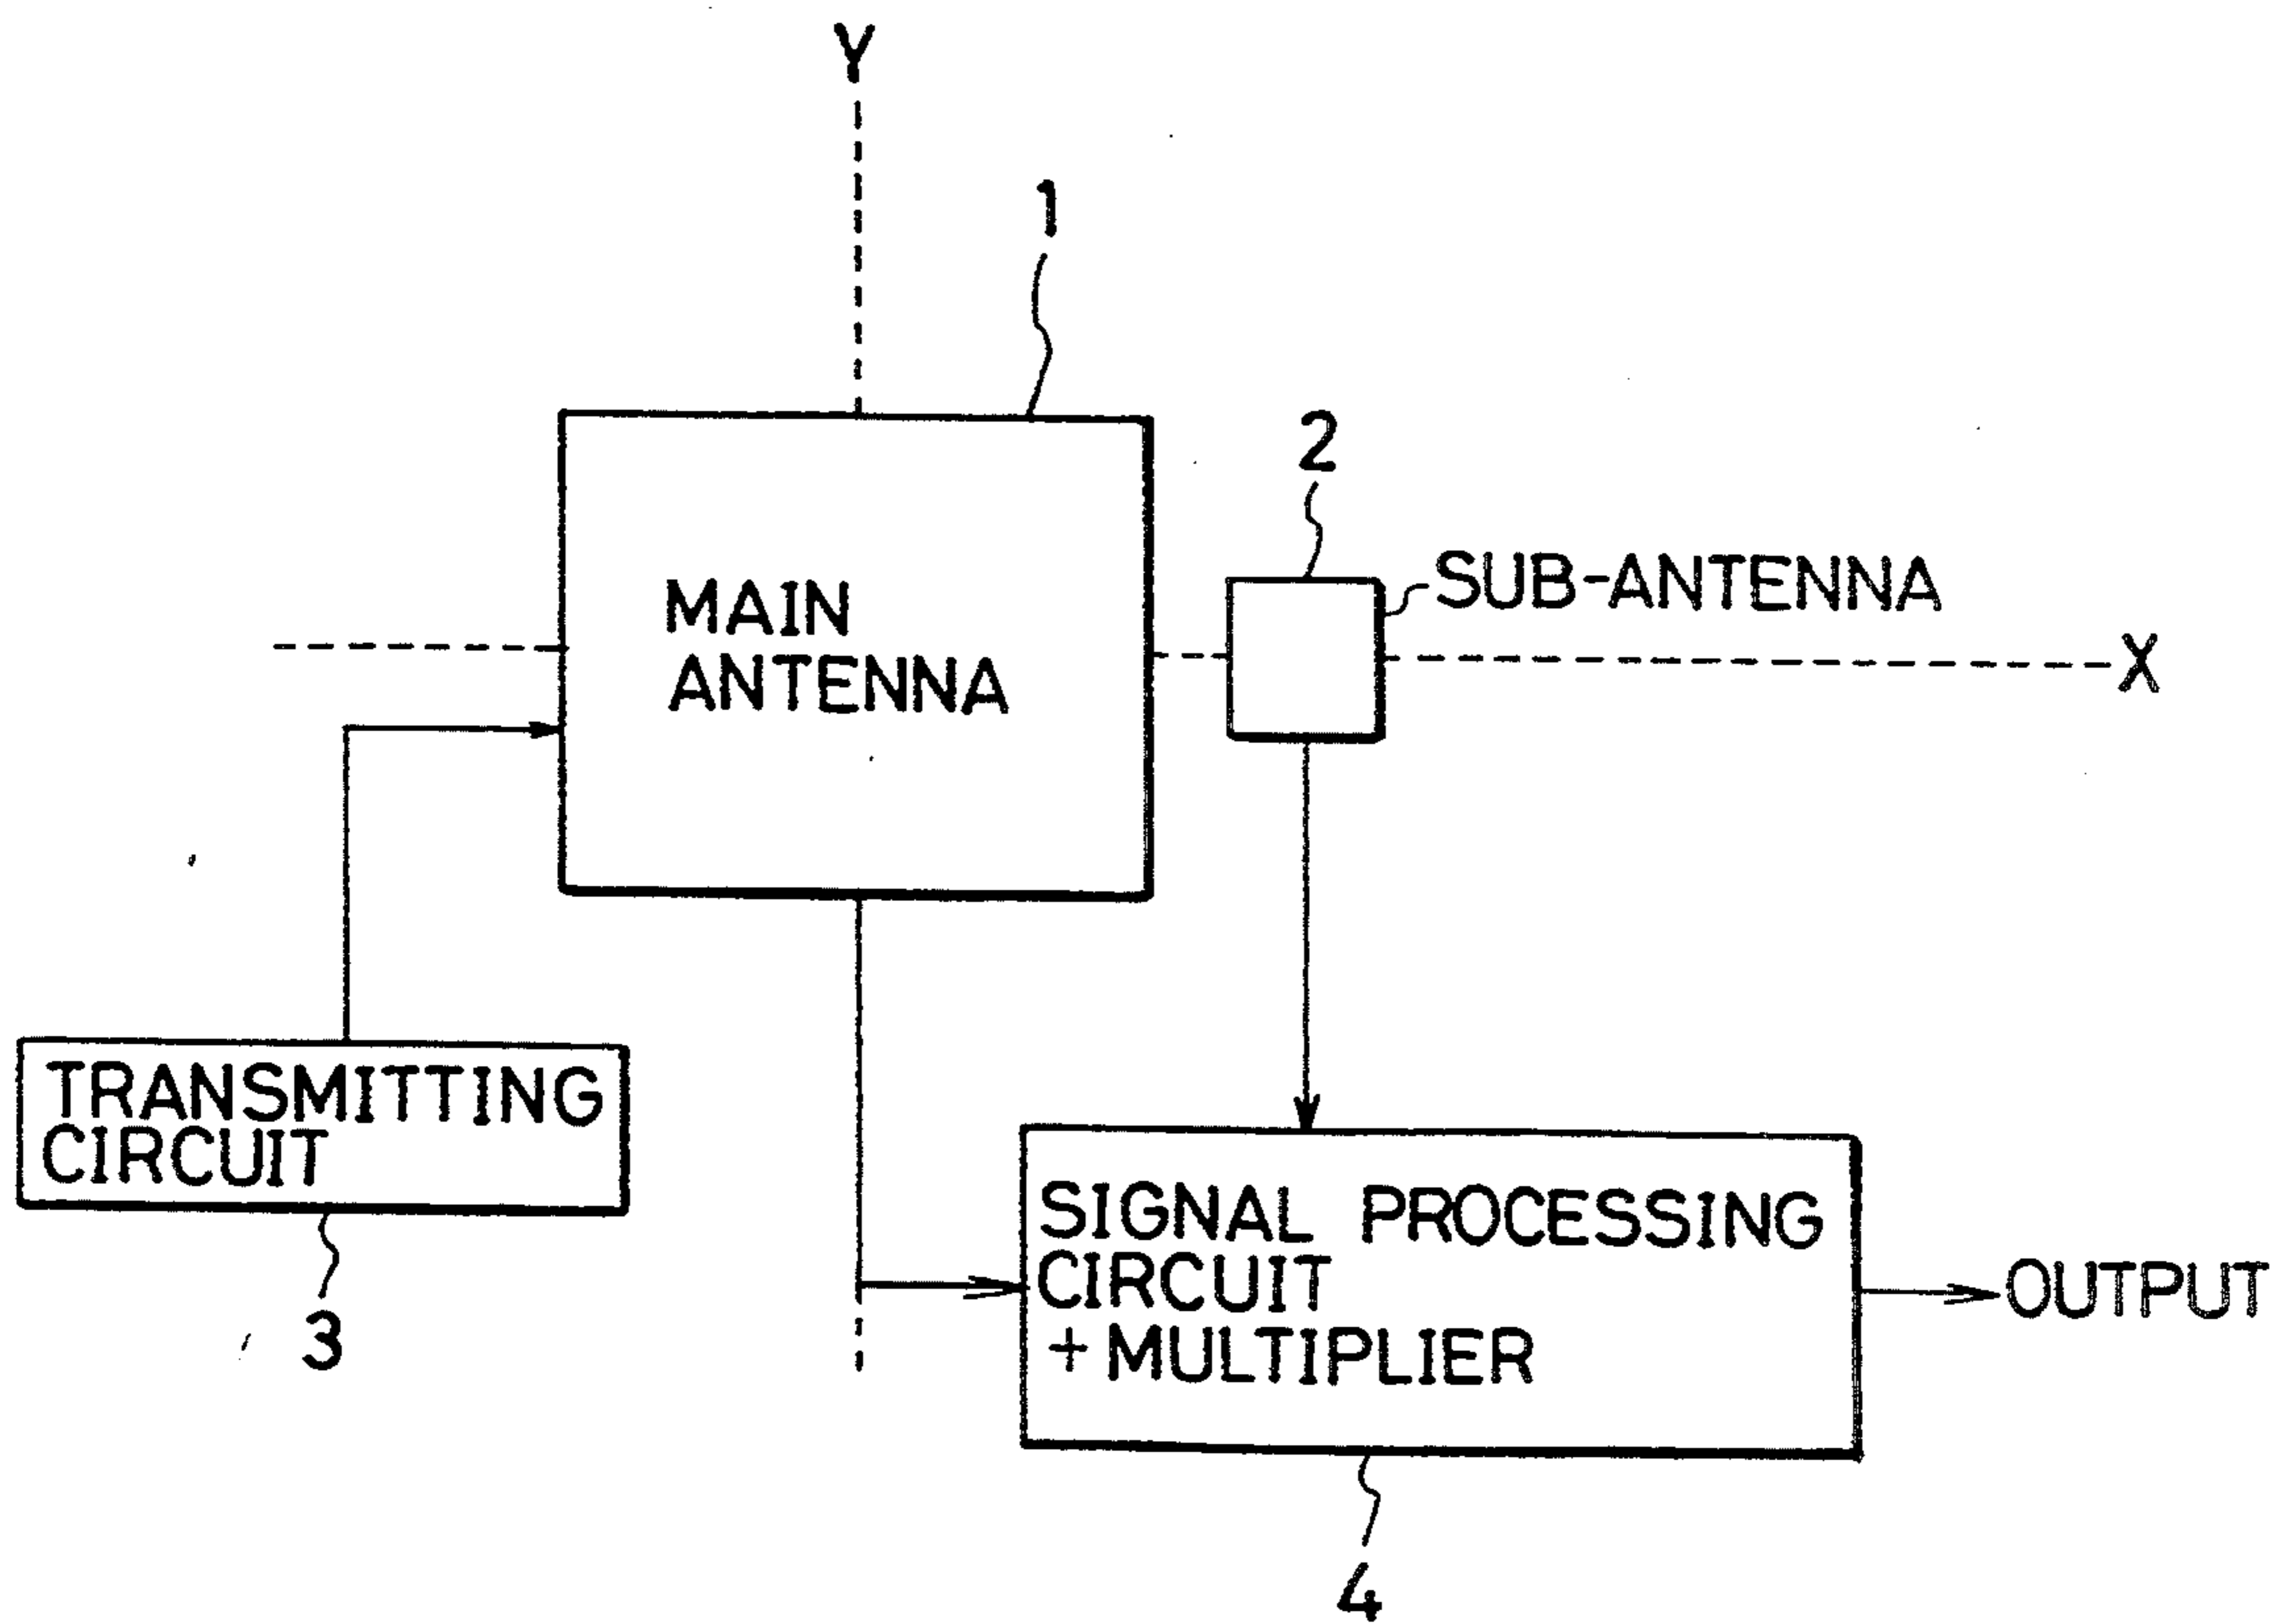 Y
1
2
MAIN
ANTENNA
SUB-ANTENNA
X
TRANSMITTING
CIRCUIT
3
SIGNAL PROCESSING
CIRCUIT
+ MULTIPLIER
OUTPUT
4